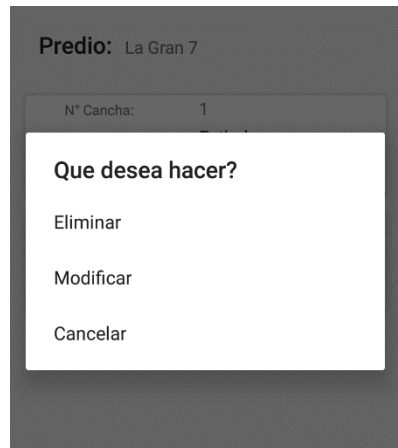 Predio: La Gran 7
N° Cancha: 1
Que desea hacer?
Eliminar
Modificar
Cancelar